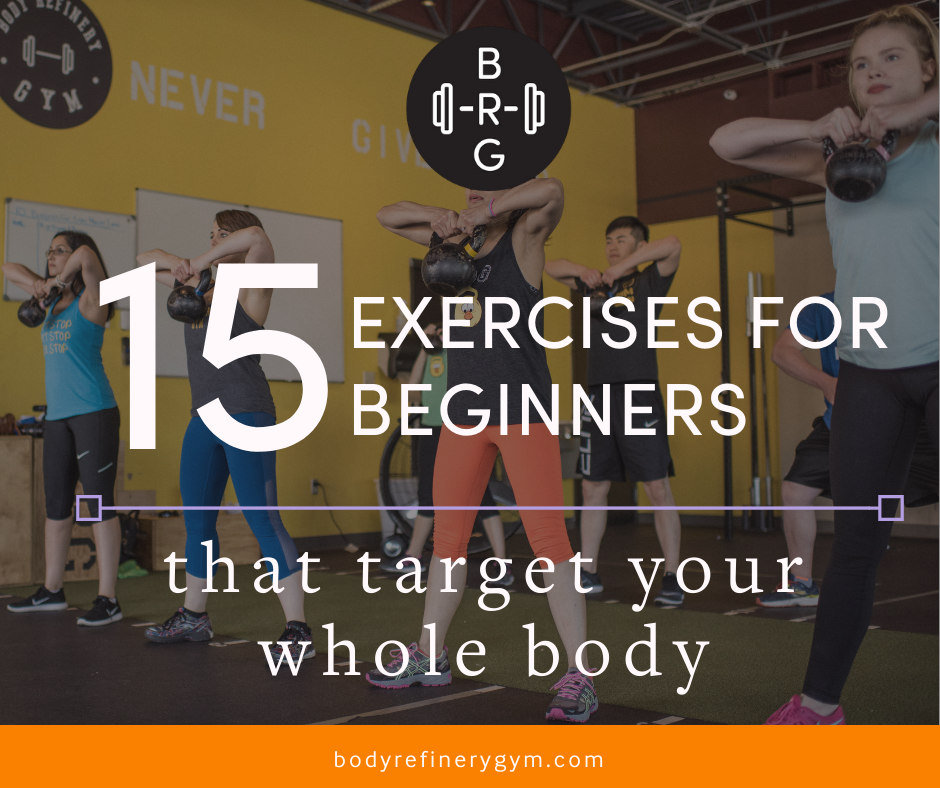 BODY REFINERY
GYM
NEVER
GIV
B
R
G
15
EXERCISES FOR
BEGINNERS
that target your
whole body
bodyrefinerygym.com